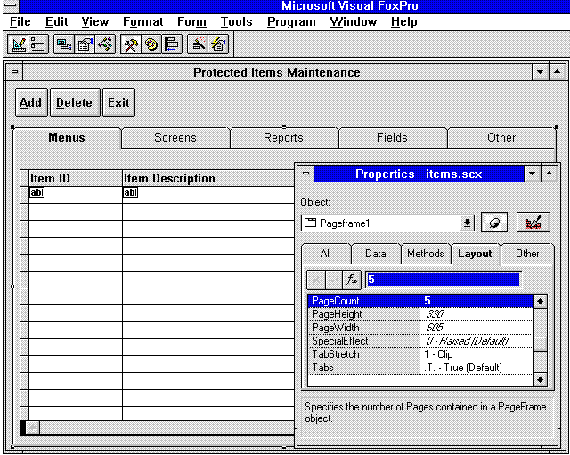 Microsoft Visual FoxPro
File Edit View Format Form Tools Program Window Help
Protected Items Maintenance
Add Delete Exit
Menus Screens Reports Fields Other
Item ID Item Description
abl abl
Properties - items.scx
Object:
Pageframe1
All Data Methods Layout Other
fx 5
PageCount 5
PageHeight 330
PageWidth 605
SpecialEffect 0 - Raised (Default)
TabStretch 1 - Clip
Tabs .T. - True (Default)
Specifies the number of Pages contained in a PageFrame
object.